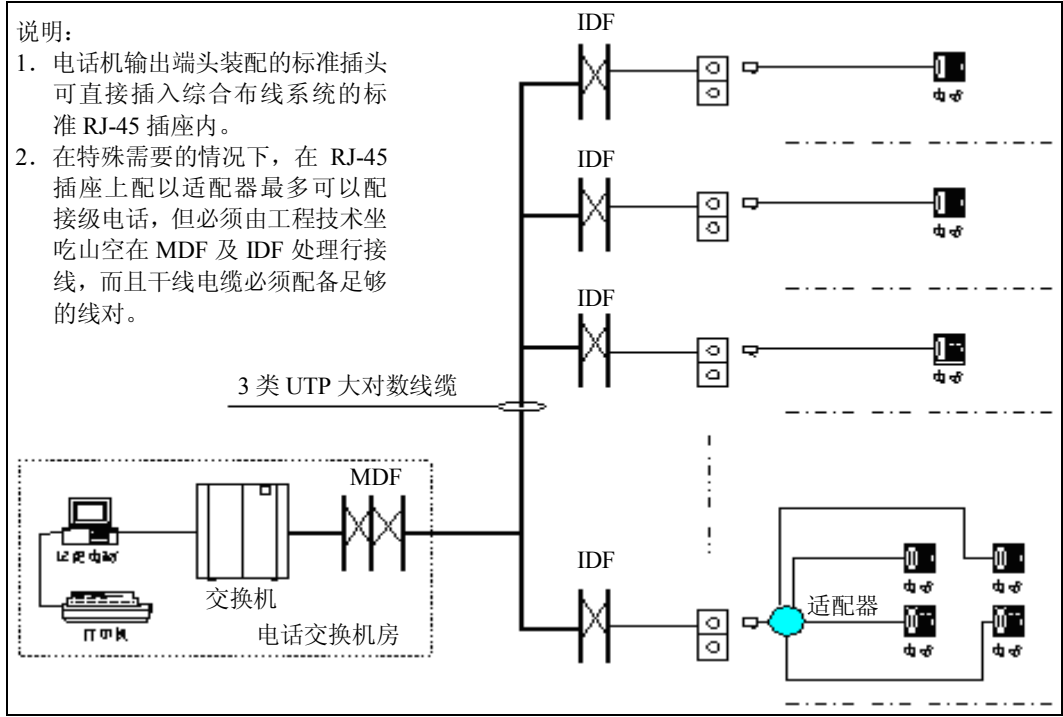 说明：
1．电话机输出端头装配的标准插头
可直接插入综合布线系统的标
准 RJ-45 插座内。
2．在特殊需要的情况下，在 RJ-45
插座上配以适配器最多可以配
接级电话，但必须由工程技术坐
吃山空在 MDF 及 IDF 处理行接
线，而且干线电缆必须配备足够
的线对。
IDF
IDF
IDF
3 类 UTP 大对数线缆
MDF
交换机
电话交换机房
IDF
适配器